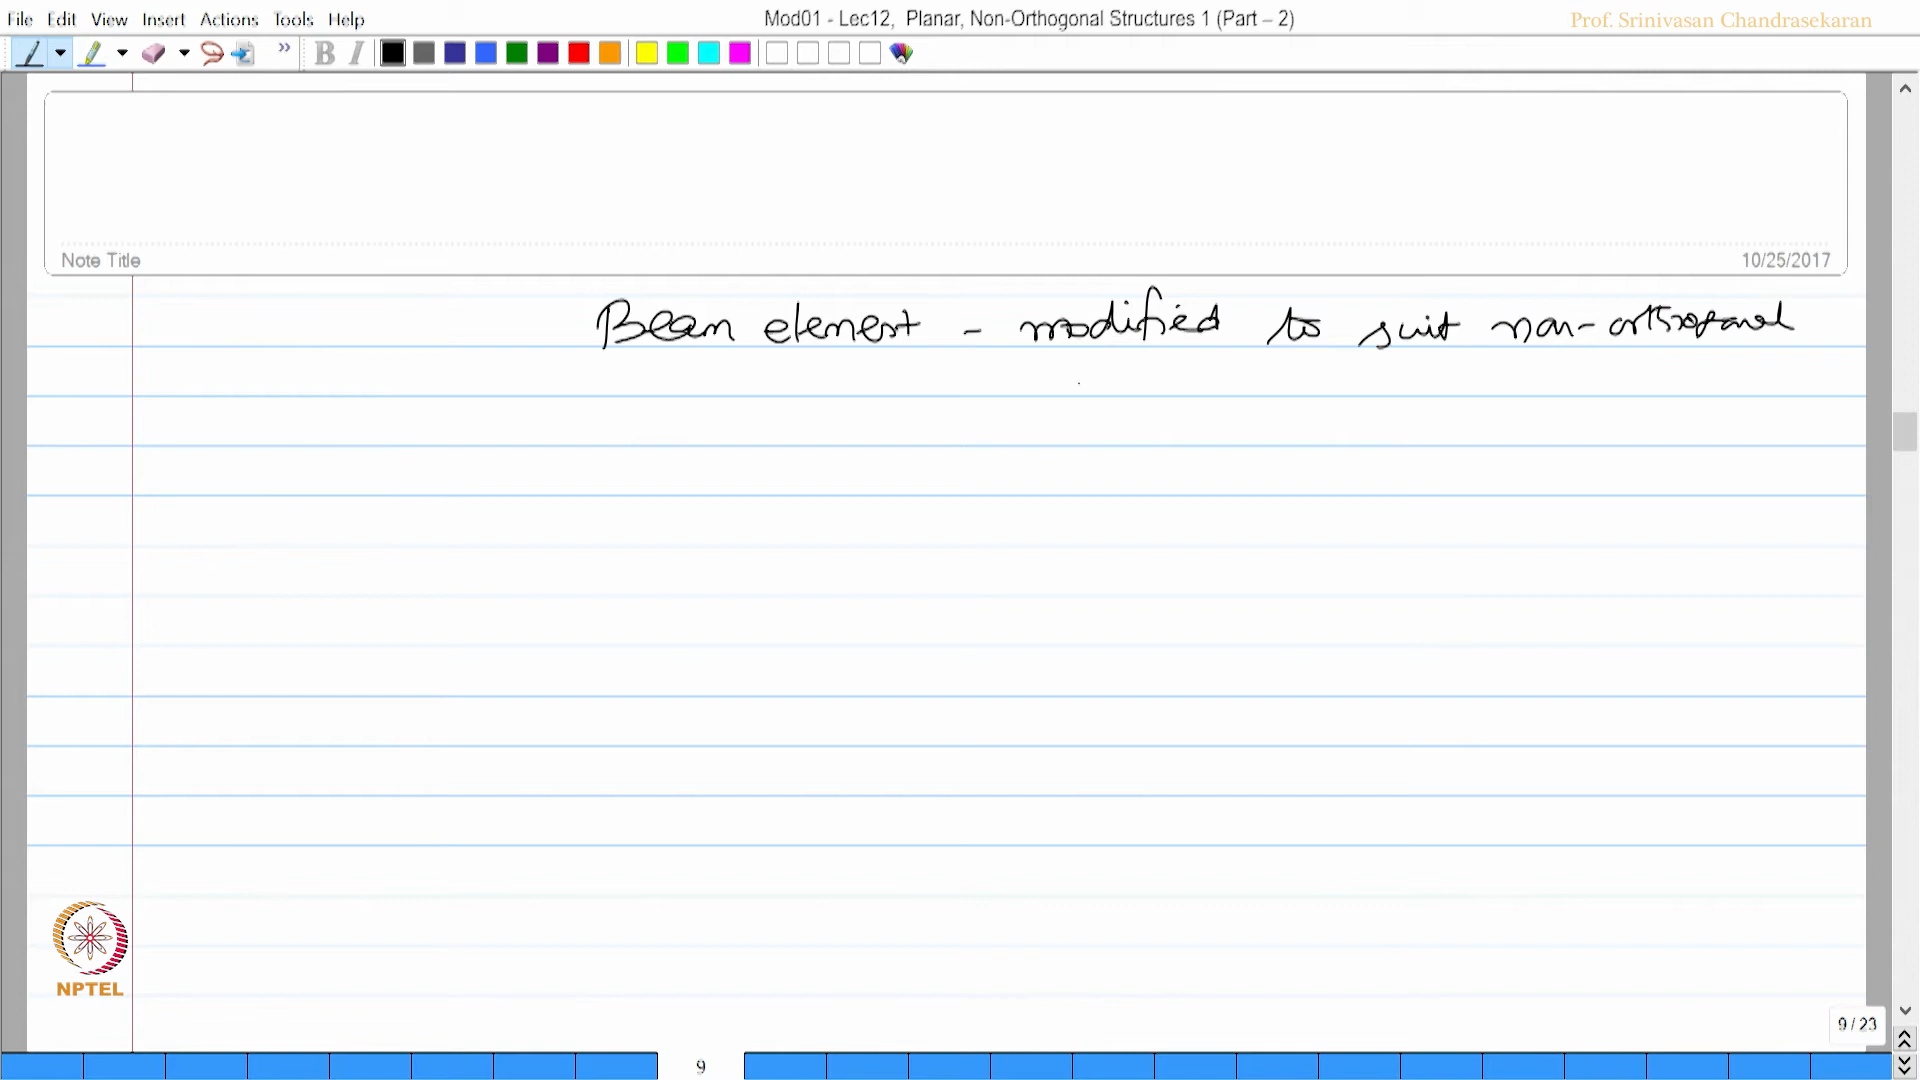 File Edit View Insert Actions Tools Help
Mod01 - Lec12, Planar, Non-Orthogonal Structures 1 (Part – 2)
Prof. Srinivasan Chandrasekaran
B I
Note Title
10/25/2017
Beam element - modified to suit non-orthogonal
NPTEL
9 / 23
9